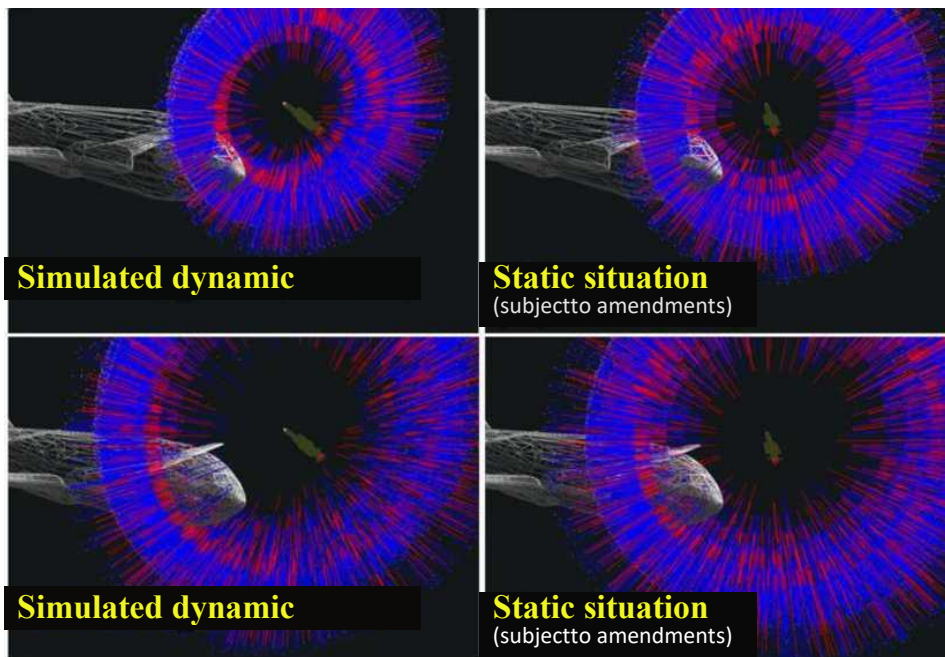 Simulated dynamic
Static situation
(subjectto amendments)
Simulated dynamic
Static situation
(subjectto amendments)